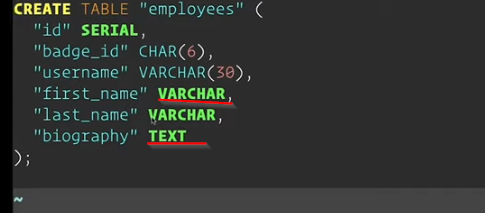 CREATE TABLE "employees" (
"id" SERIAL,
"badge_id" CHAR(6),
"username" VARCHAR(30),
"first_name" VARCHAR,
"last_name" VARCHAR,
"biography" TEXT
);
~